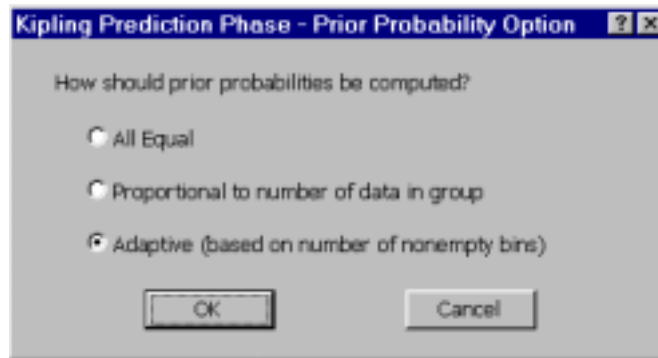 Kipling Prediction Phase - Prior Probability Option
How should prior probabilities be computed?
All Equal
Proportional to number of data in group
Adaptive (based on number of nonempty bins)
OK Cancel